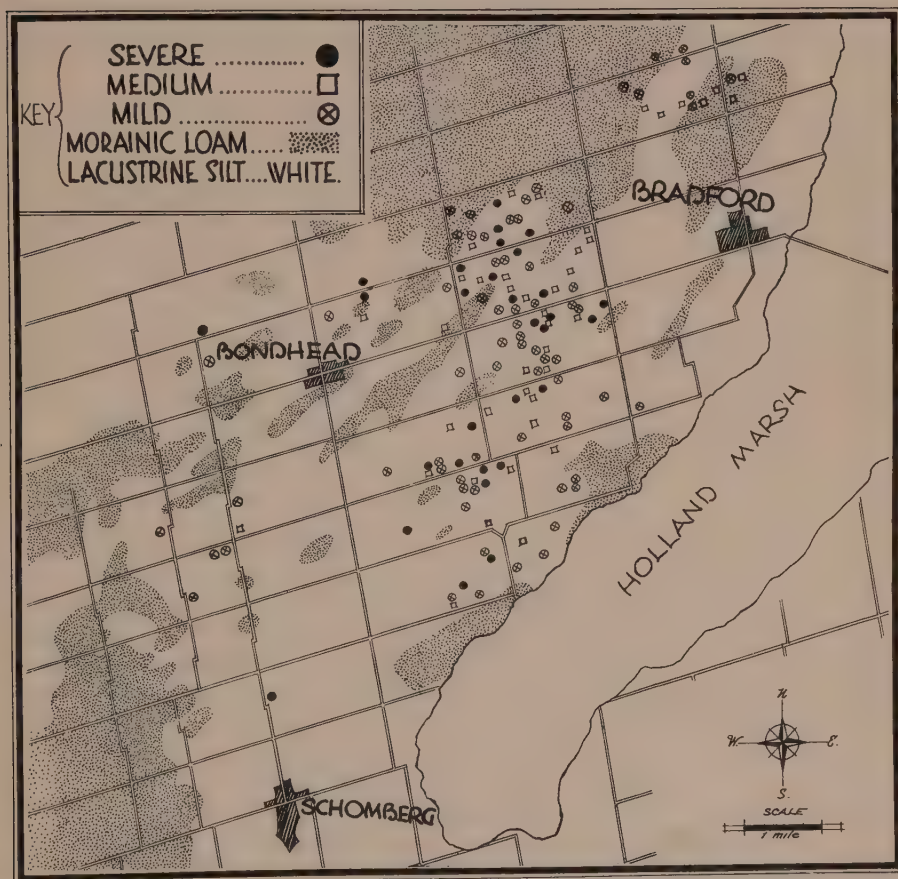 KEY
SEVERE ..............
MEDIUM ..............
MILD ..................
MORAINIC LOAM .....
LACUSTRINE SILT .... WHITE.
BRADFORD
BONDHEAD
HOLLAND MARSH
SCHOMBERG
N
W. E.
S.
SCALE
1 mile